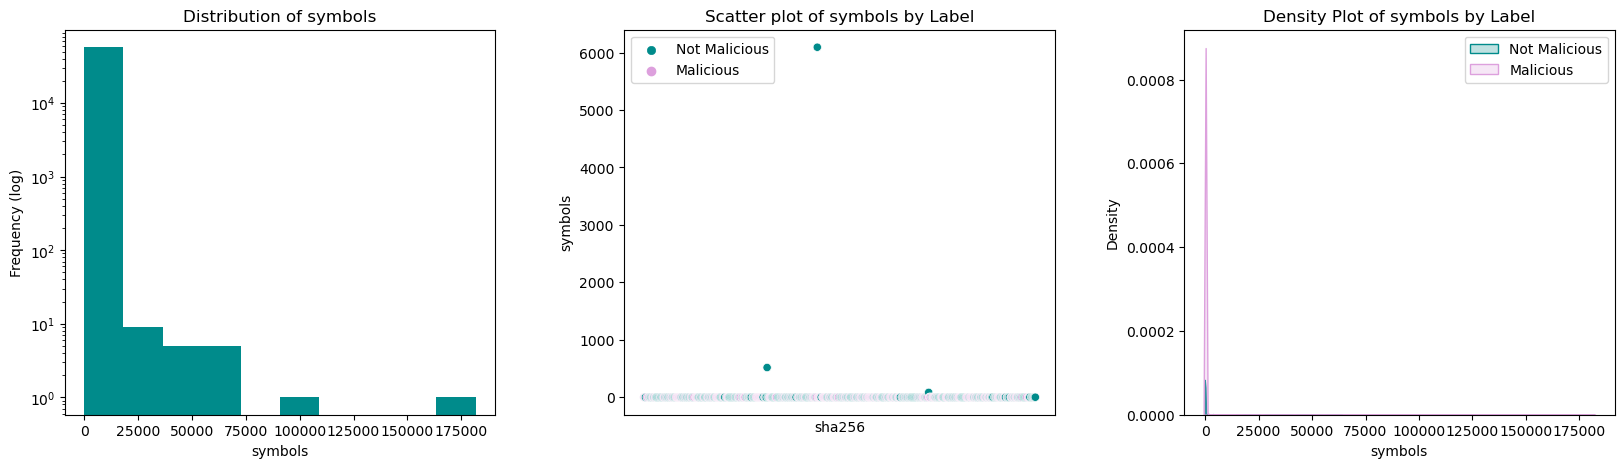 Distribution of symbols
Frequency (log)
10^4
10^3
10^2
10^1
10^0
0 25000 50000 75000 100000 125000 150000 175000
symbols
Scatter plot of symbols by Label
Not Malicious
Malicious
symbols
6000
5000
4000
3000
2000
1000
0
sha256
Density Plot of symbols by Label
Not Malicious
Malicious
Density
0.0008
0.0006
0.0004
0.0002
0.0000
0 25000 50000 75000 100000 125000 150000 175000
symbols